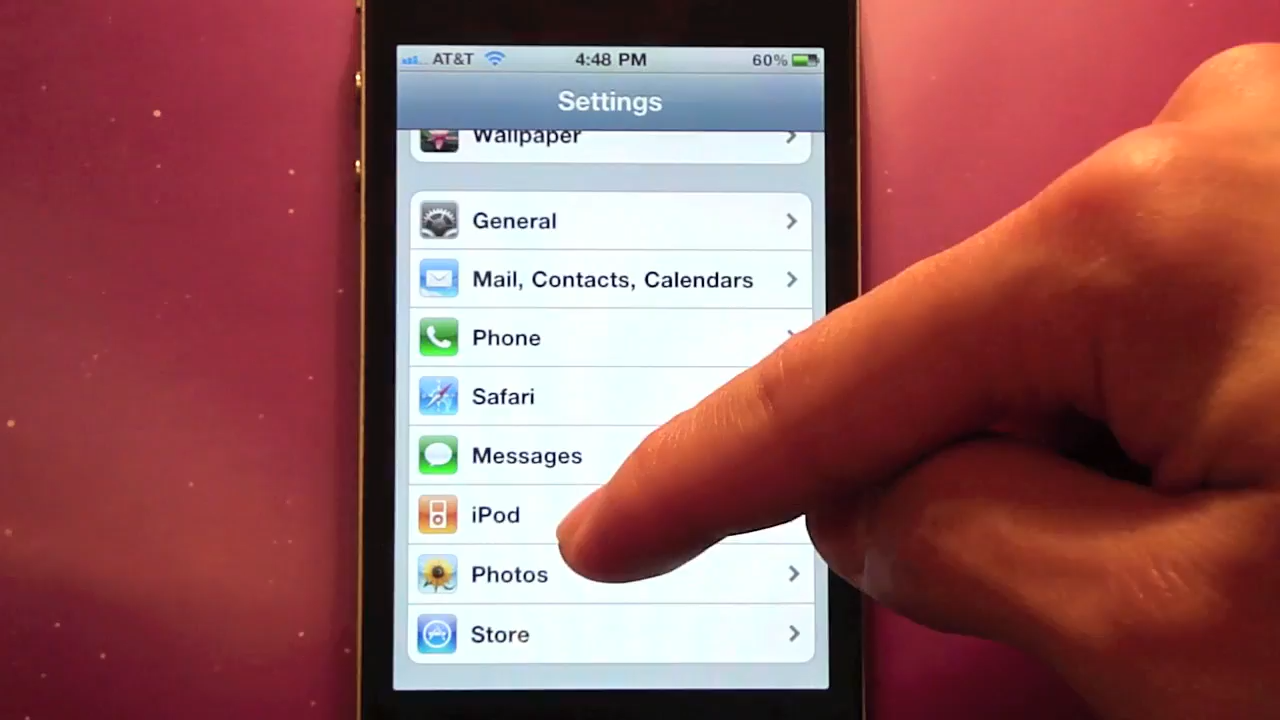 AT&T 4:48 PM 60%
Settings
Wallpaper
General
Mail, Contacts, Calendars
Phone
Safari
Messages
iPod
Photos
Store